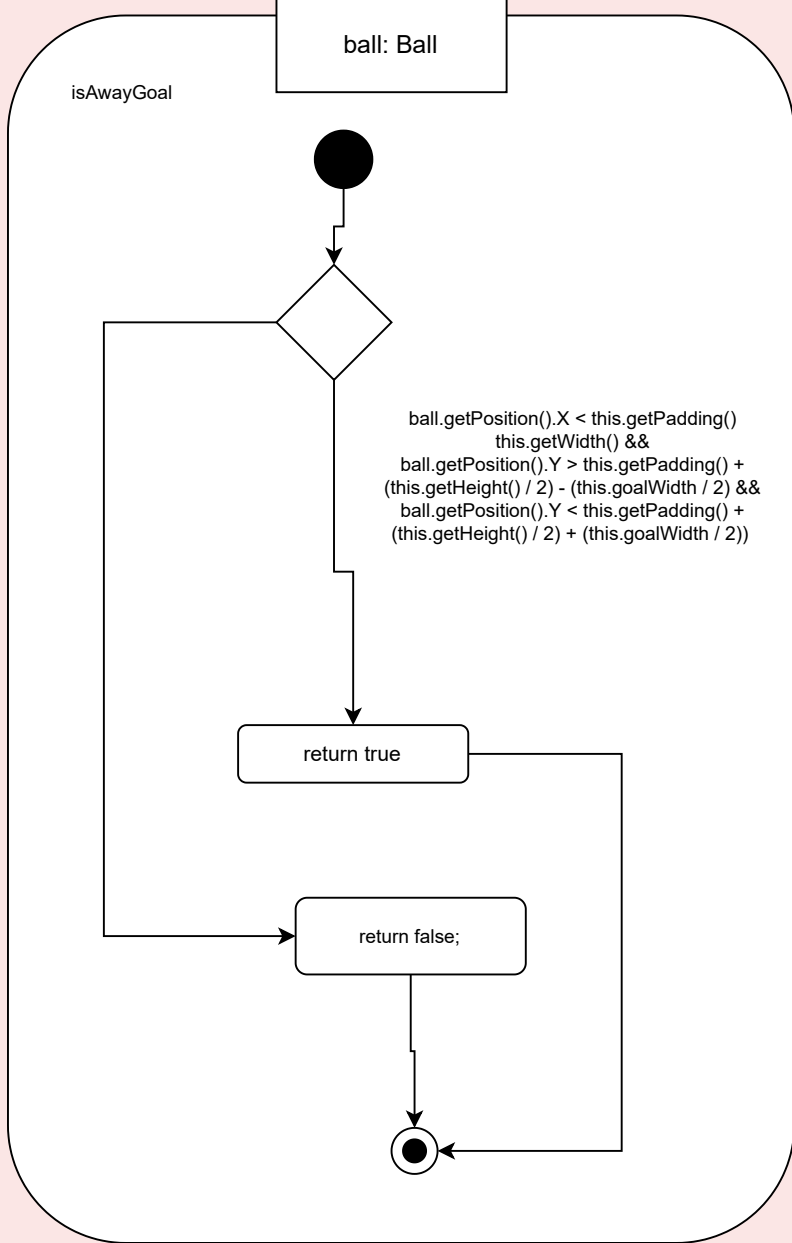 ball: Ball
isAwayGoal
ball.getPosition().X < this.getPadding()
this.getWidth() &&
ball.getPosition().Y > this.getPadding() +
(this.getHeight() / 2) - (this.goalWidth / 2) &&
ball.getPosition().Y < this.getPadding() +
(this.getHeight() / 2) + (this.goalWidth / 2))
return true
return false;